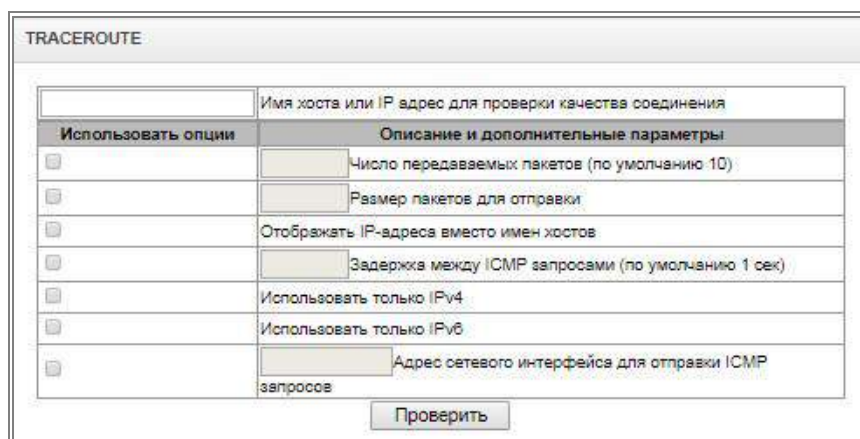 TRACEROUTE
Имя хоста или IP адрес для проверки качества соединения
Использовать опции
Описание и дополнительные параметры
Число передаваемых пакетов (по умолчанию 10)
Размер пакетов для отправки
Отображать IP-адреса вместо имен хостов
Задержка между ICMP запросами (по умолчанию 1 сек)
Использовать только IPv4
Использовать только IPv6
Адрес сетевого интерфейса для отправки ICMP
запросов
Проверить